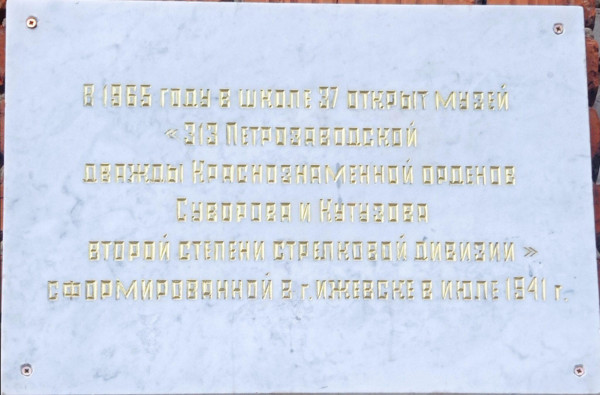 В 1965 году в школе 37 открыт музей
« 313 Петрозаводской
дважды Краснознаменной орденов
Суворова и Кутузова
второй степени стрелковой дивизии »
сформированной в г. Ижевске в июле 1941 г.